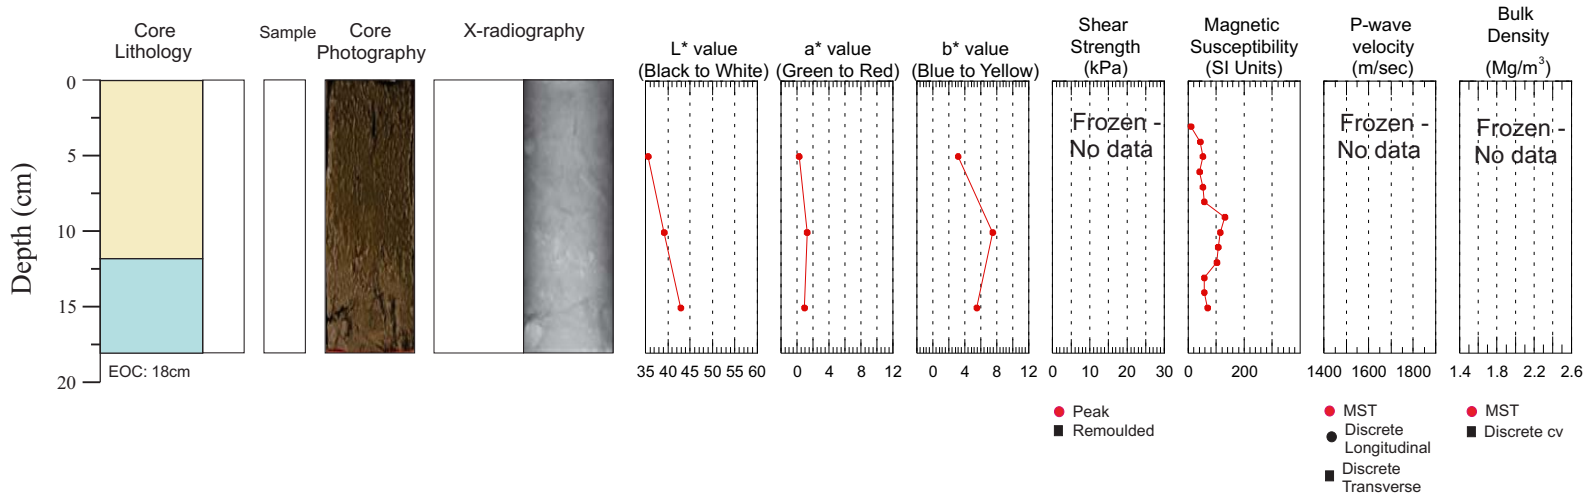 Core
Lithology
Sample
Core
Photography
X-radiography
L* value
(Black to White)
a* value
(Green to Red)
b* value
(Blue to Yellow)
Shear
Strength
(kPa)
Magnetic
Susceptibility
(SI Units)
P-wave
velocity
(m/sec)
Bulk
Density
(Mg/m³)
Depth (cm)
0
5
10
15
20
EOC: 18cm
Frozen -
No data
Frozen -
No data
Frozen -
No data
35 40 45 50 55 60
0 4 8 12
0 4 8 12
0 10 20 30
0 200
1400 1600 1800
1.4 1.8 2.2 2.6
Peak
Remoulded
MST
Discrete
Longitudinal
Discrete
Transverse
MST
Discrete cv